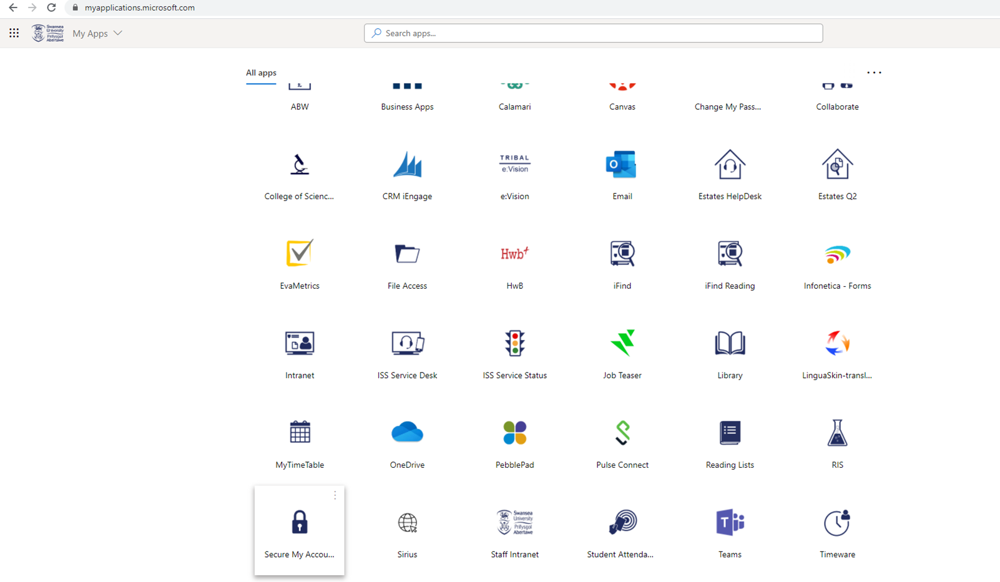 myapplications.microsoft.com
Swansea
University
Prifysgol
Abertawe
My Apps
Search apps...
All apps
£
ABW
Business Apps
Calamari
Canvas
Change My Pass...
Collaborate
TRIBAL
e:Vision
O
College of Scienc...
CRM iEngage
e:Vision
Email
Estates HelpDesk
Estates Q2
Hwb+
EvaMetrics
File Access
HwB
iFind
iFind Reading
Infonetica - Forms
Intranet
ISS Service Desk
ISS Service Status
Job Teaser
Library
LinguaSkin-transl...
MyTimeTable
OneDrive
PebblePad
Pulse Connect
Reading Lists
RIS
Swansea
University
Prifysgol
Abertawe
T
Secure My Accou...
Sirius
Staff Intranet
Student Attenda...
Teams
Timeware